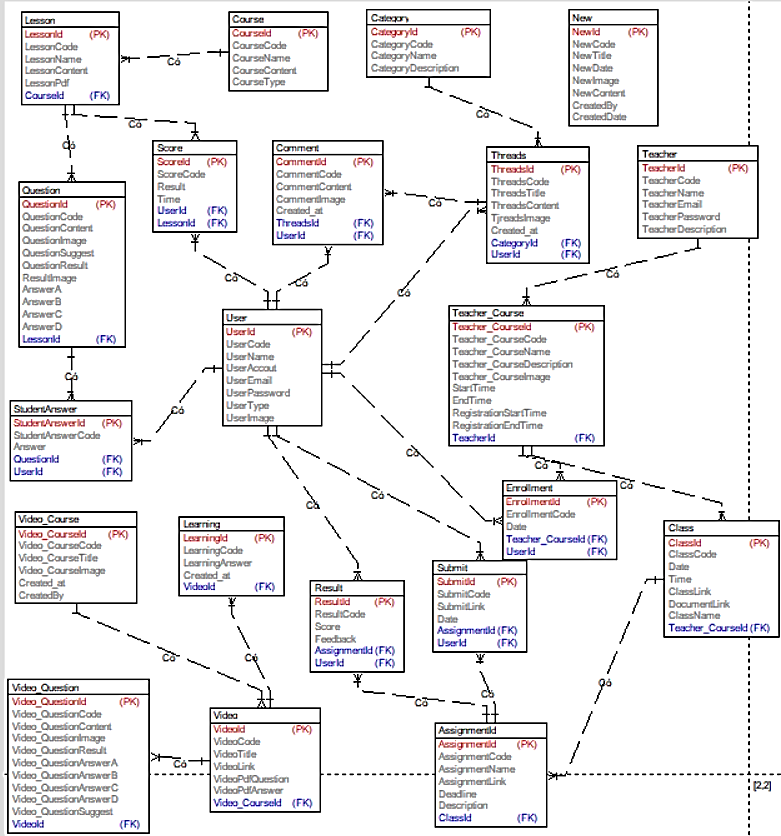 Lesson
LessonId (PK)
LessonCode
LessonName
LessonContent
LessonPdf
CourseId (FK)
Course
CourseId (PK)
CourseCode
CourseName
CourseContent
CourseType
Category
CategoryId (PK)
CategoryCode
CategoryName
CategoryDescription
New
NewId (PK)
NewCode
NewTitle
NewDate
NewImage
NewContent
CreatedBy
CreatedDate
Có
Có
Có
Có
Score
ScoreId (PK)
ScoreCode
Result
Time
UserId (FK)
LessonId (FK)
Comment
CommentId (PK)
CommentCode
CommentContent
CommentImage
Created_at
ThreadsId (FK)
UserId (FK)
Threads
ThreadsId (PK)
ThreadsCode
ThreadsTitle
ThreadsContent
TjreadsImage
Created_at
CategoryId (FK)
UserId (FK)
Teacher
TeacherId (PK)
TeacherCode
TeacherName
TeacherEmail
TeacherPassword
TeacherDescription
Question
QuestionId (PK)
QuestionCode
QuestionContent
QuestionImage
QuestionSuggest
QuestionResult
ResultImage
AnswerA
AnswerB
AnswerC
AnswerD
LessonId (FK)
Có
Có
Có
Có
Có
User
UserId (PK)
UserCode
UserName
UserAccout
UserEmail
UserPassword
UserType
UserImage
Teacher_Course
Teacher_CourseId (PK)
Teacher_CourseCode
Teacher_CourseName
Teacher_CourseDescription
Teacher_CourseImage
StartTime
EndTime
RegistrationStartTime
RegistrationEndTime
TeacherId (FK)
Có
Có
StudentAnswer
StudentAnswerId (PK)
StudentAnswerCode
Answer
QuestionId (FK)
UserId (FK)
Có
Có
Có
Có
Có
Enrollment
EnrollmentId (PK)
EnrollmentCode
Date
Teacher_CourseId (FK)
UserId (FK)
Video_Course
Video_CourseId (PK)
Video_CourseCode
Video_CourseTitle
Video_CourseImage
Created_at
CreatedBy
Learning
LearningId (PK)
LearningCode
LearningAnswer
Created_at
VideoId (FK)
Class
ClassId (PK)
ClassCode
Date
Time
ClassLink
DocumentLink
ClassName
Teacher_CourseId (FK)
Result
ResultId (PK)
ResultCode
Score
Feedback
AssignmentId (FK)
UserId (FK)
Submit
SubmitId (PK)
SubmitCode
SubmitLink
Date
AssignmentId (FK)
UserId (FK)
Có
Có
Có
Có
Có
Có
Video_Question
Video_QuestionId (PK)
Video_QuestionCode
Video_QuestionContent
Video_QuestionImage
Video_QuestionResult
Video_QuestionAnswerA
Video_QuestionAnswerB
Video_QuestionAnswerC
Video_QuestionAnswerD
Video_QuestionSuggest
VideoId (FK)
Video
VideoId (PK)
VideoCode
VideoTitle
VideoLink
VideoPdfQuestion
VideoPdfAnswer
Video_CourseId (FK)
AssignmentId
AssignmentId (PK)
AssignmentCode
AssignmentName
AssignmentLink
Deadline
Description
ClassId (FK)
[2,2]